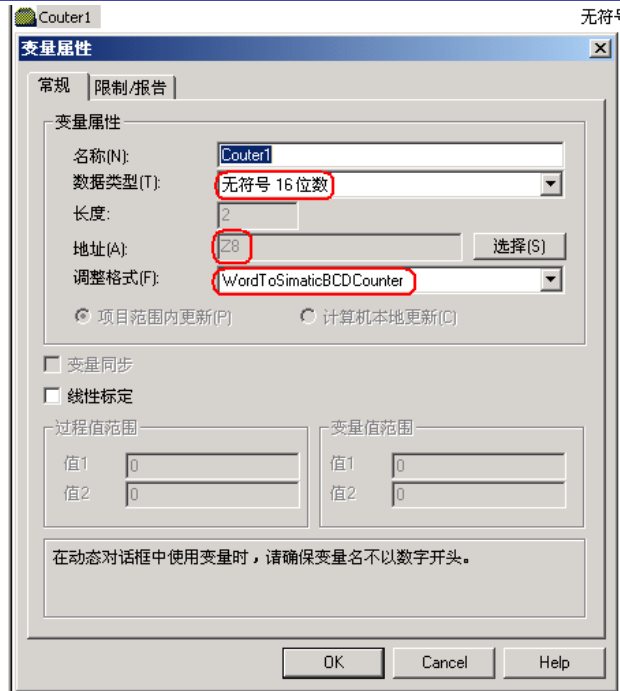 Couter1 无符号
变量属性
常规 限制/报告
变量属性
名称(N): Couter1
数据类型(T): 无符号 16 位数
长度: 2
地址(A): Z8 选择(S)
调整格式(F): WordToSimaticBCDCounter
项目范围内更新(P) 计算机本地更新(C)
变量同步
线性标定
过程值范围 变量值范围
值1 0 值1 0
值2 0 值2 0
在动态对话框中使用变量时，请确保变量名不以数字开头。
OK Cancel Help